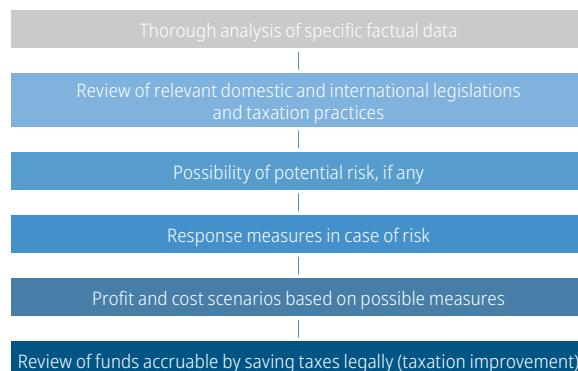 Thorough analysis of specific factual data
Review of relevant domestic and international legislations
and taxation practices
Possibility of potential risk, if any
Response measures in case of risk
Profit and cost scenarios based on possible measures
Review of funds accruable by saving taxes legally (taxation improvement)